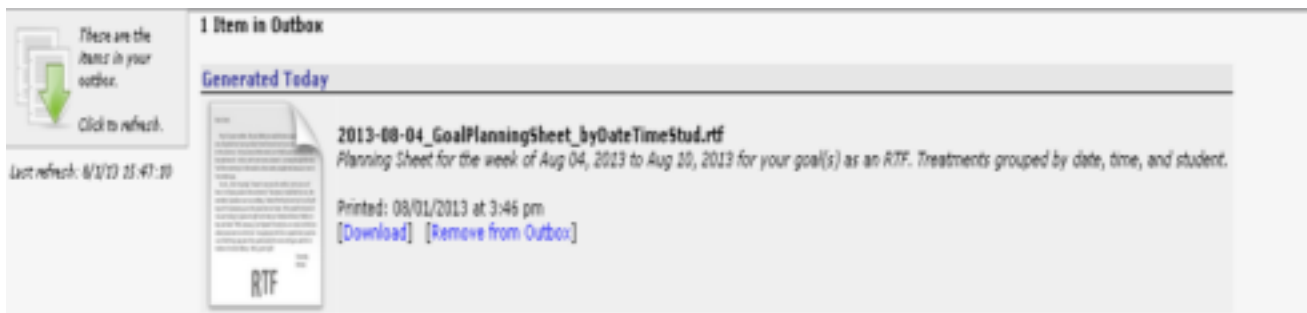 These are the
items in your
outbox.
Click to refresh.
Last refresh: 8/1/13 15:47:10
1 Item in Outbox
Generated Today
2013-08-04_GoalPlanningSheet_byDateTimeStud.rtf
Planning Sheet for the week of Aug 04, 2013 to Aug 10, 2013 for your goal(s) as an RTF. Treatments grouped by date, time, and student.
Printed: 08/01/2013 at 3:46 pm
[Download] [Remove from Outbox]
RTF